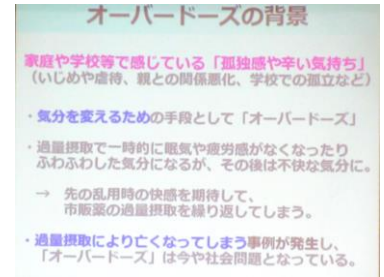 オーバードーズの背景
家庭や学校等で感じている「孤独感や辛い気持ち」
（いじめや虐待、親との関係悪化、学校での孤立など）
・気分を変えるための手段として「オーバードーズ」
・過量摂取で一時的に眠気や疲労感がなくなったり
ふわふわした気分になるが、その後は不快な気分に。
→ 先の乱用時の快感を期待して、
市販薬の過量摂取を繰り返してしまう。
・過量摂取により亡くなってしまう事例が発生し、
「オーバードーズ」は今や社会問題となっている。